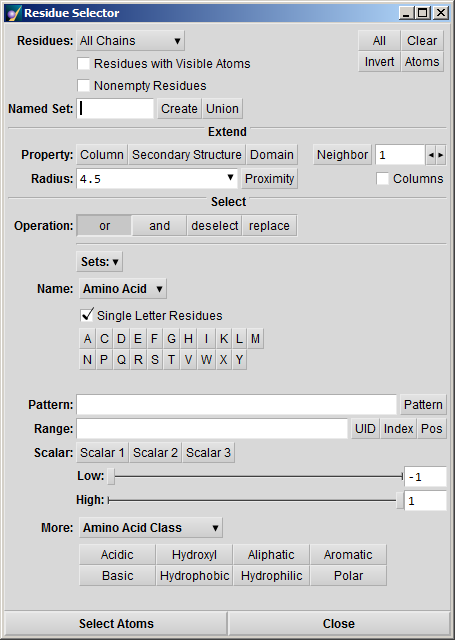 Residue Selector
Residues: All Chains All Clear
Residues with Visible Atoms Invert Atoms
Nonempty Residues
Named Set: Create Union
Extend
Property: Column Secondary Structure Domain Neighbor 1
Radius: 4.5 Proximity Columns
Select
Operation: or and deselect replace
Sets:
Name: Amino Acid
Single Letter Residues
A C D E F G H I K L M
N P Q R S T V W X Y
Pattern: Pattern
Range: UID Index Pos
Scalar: Scalar 1 Scalar 2 Scalar 3
Low: -1
High: 1
More: Amino Acid Class
Acidic Hydroxyl Aliphatic Aromatic
Basic Hydrophobic Hydrophilic Polar
Select Atoms Close